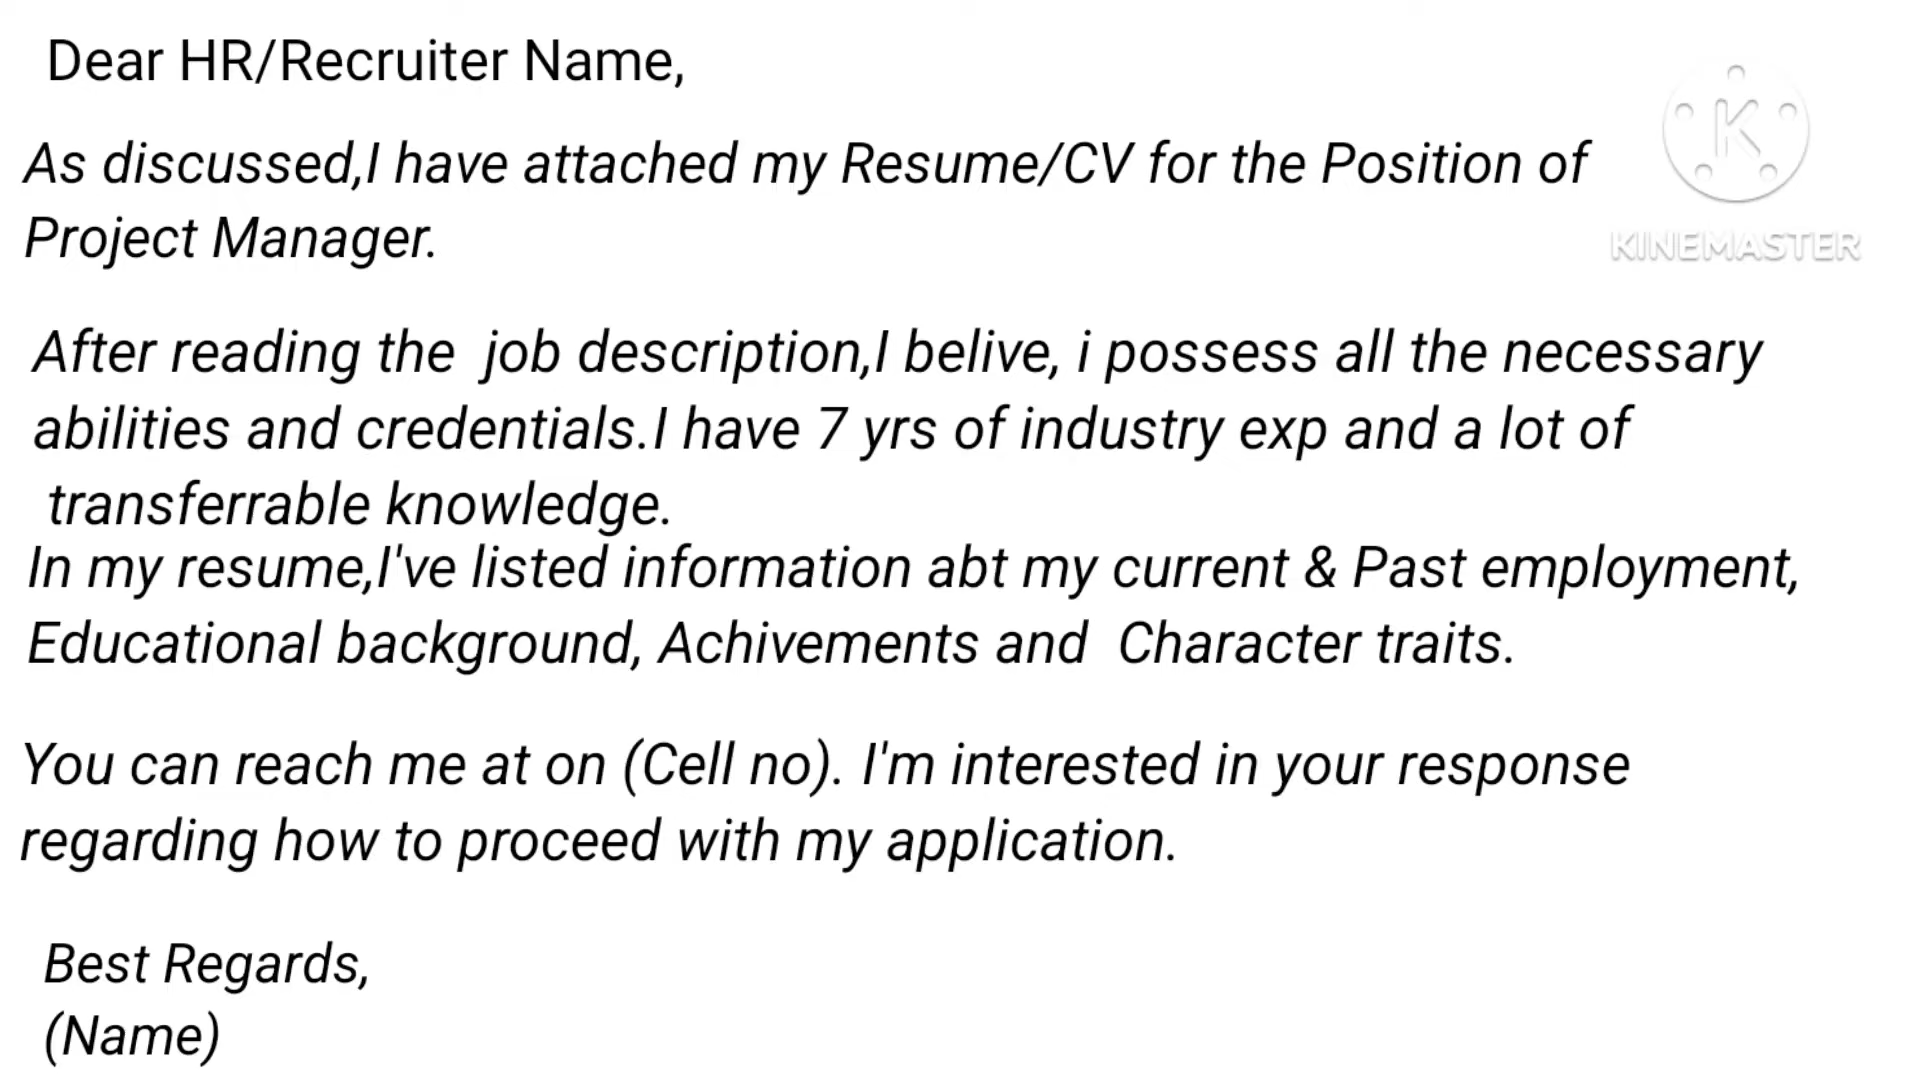 Dear HR/Recruiter Name,
As discussed,I have attached my Resume/CV for the Position of
Project Manager.
KINEMASTER
After reading the job description,I belive, i possess all the necessary
abilities and credentials.I have 7 yrs of industry exp and a lot of
transferrable knowledge.
In my resume,I've listed information abt my current & Past employment,
Educational background, Achivements and Character traits.
You can reach me at on (Cell no). I'm interested in your response
regarding how to proceed with my application.
Best Regards,
(Name)